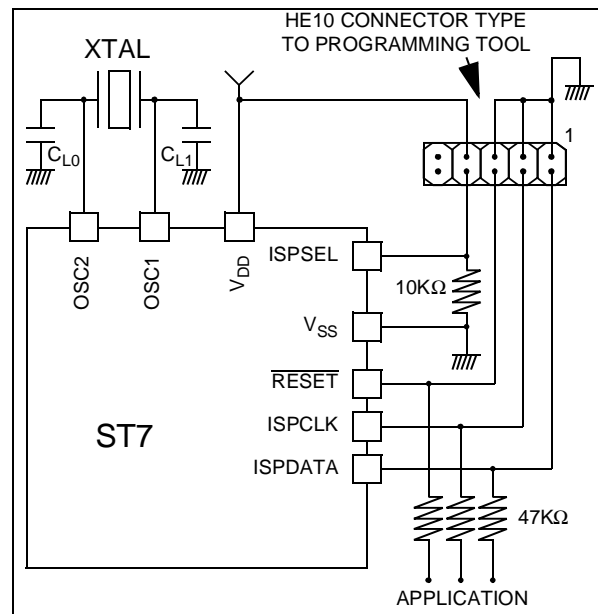 HE10 CONNECTOR TYPE
TO PROGRAMMING TOOL
XTAL
1
CL0
CL1
OSC2
OSC1
VDD
ISPSEL
10KΩ
VSS
RESET
ST7
ISPCLK
ISPDATA
47KΩ
APPLICATION